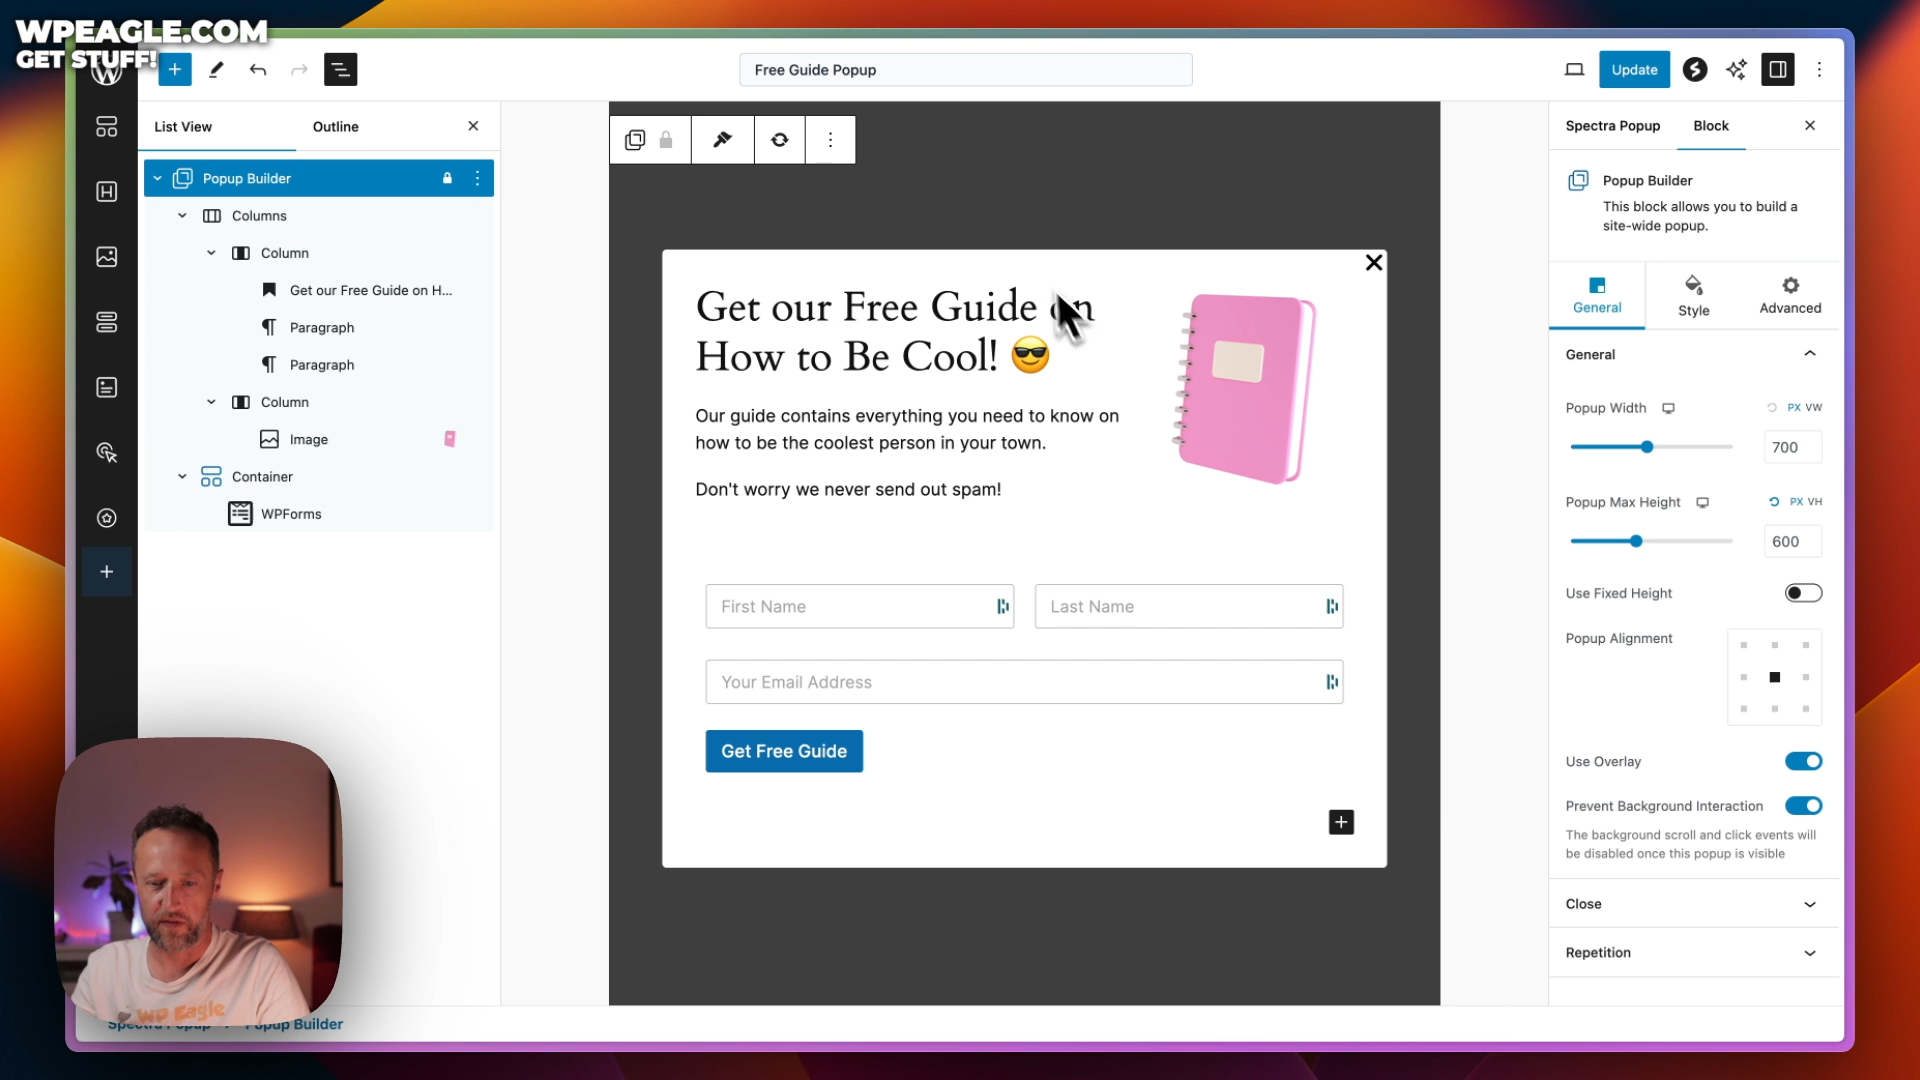 WPEAGLE.COM
GET STUFF!
Free Guide Popup
Update
List View
Outline
Popup Builder
Columns
Column
Get our Free Guide on H...
Paragraph
Paragraph
Column
Image
Container
WPForms
Get our Free Guide on
How to Be Cool! 😎
Our guide contains everything you need to know on
how to be the coolest person in your town.
Don't worry we never send out spam!
First Name
Last Name
Your Email Address
Get Free Guide
Spectra Popup
Block
Popup Builder
This block allows you to build a
site-wide popup.
General
Style
Advanced
General
Popup Width
PX VW
700
Popup Max Height
PX VH
600
Use Fixed Height
Popup Alignment
Use Overlay
Prevent Background Interaction
The background scroll and click events will
be disabled once this popup is visible
Close
Repetition
WP Eagle
Spectra Popup
Popup Builder